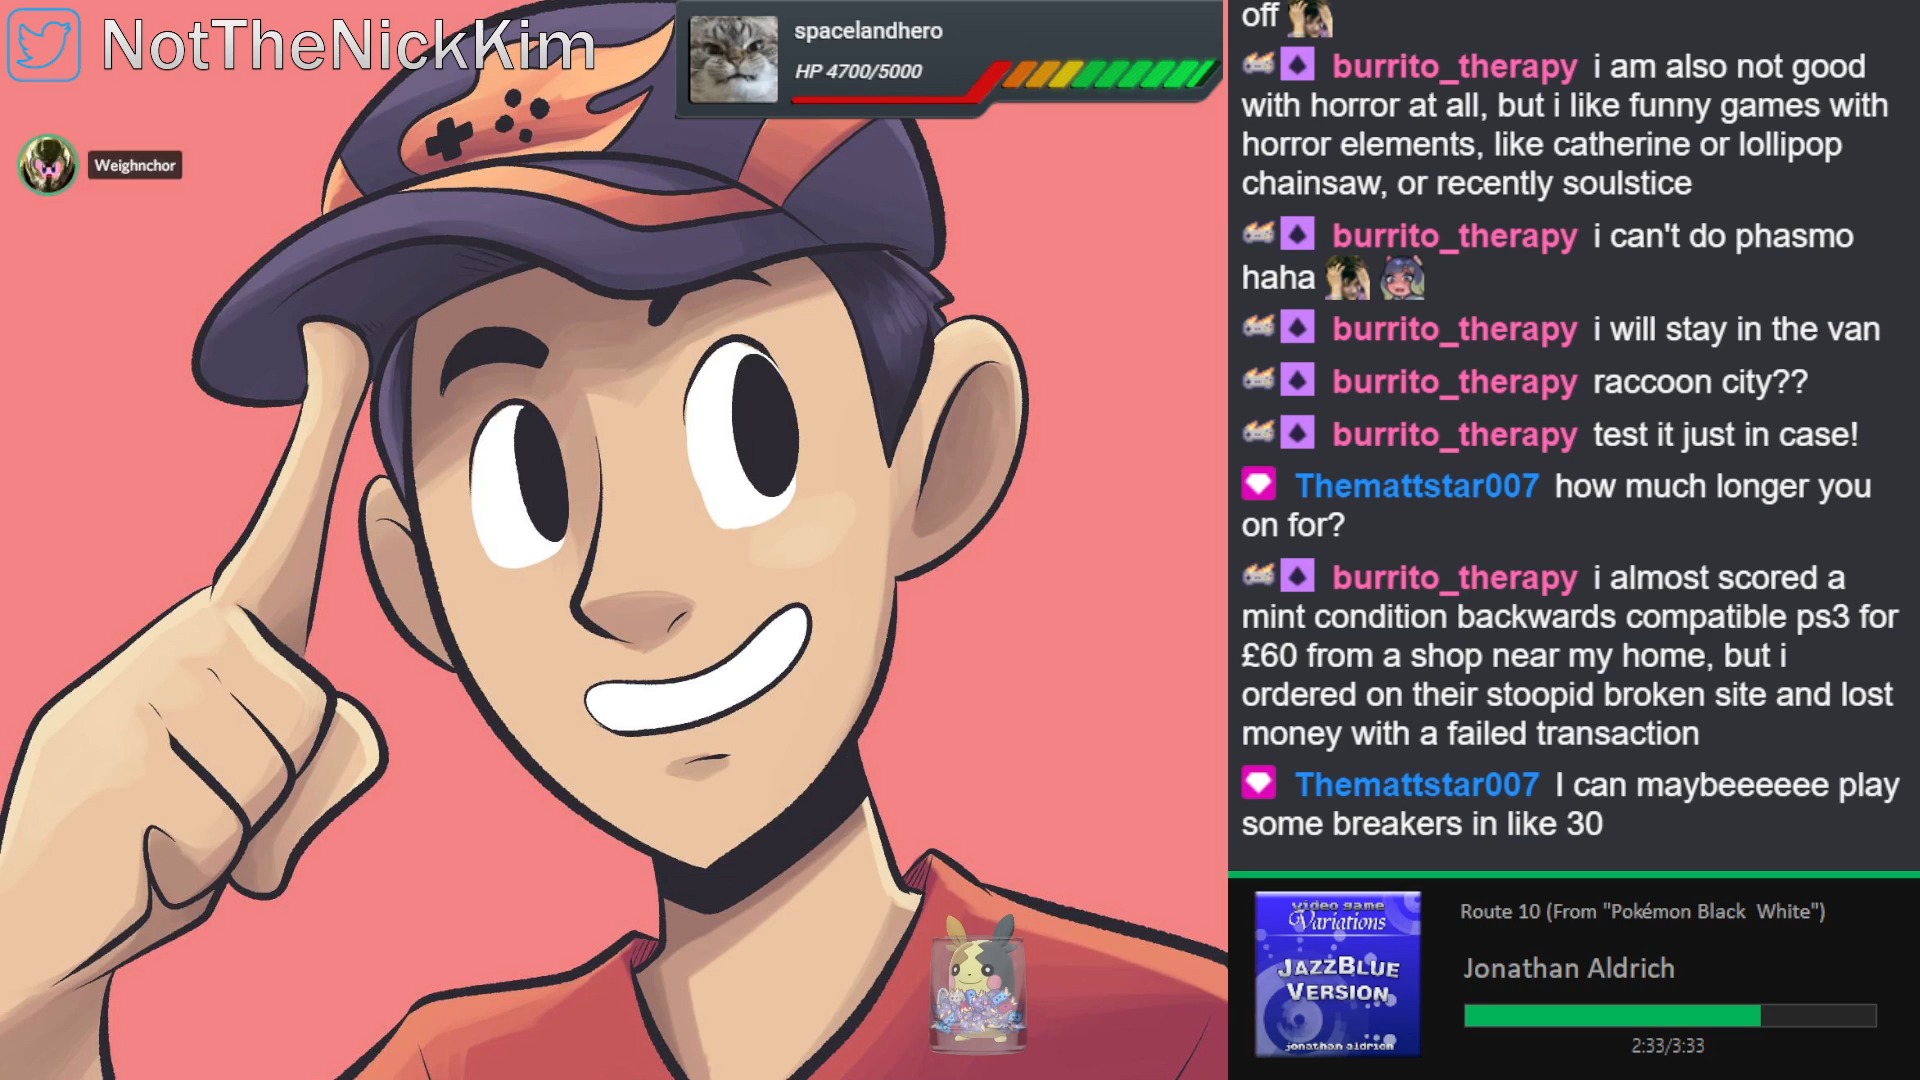 NotTheNickKim
spacelandhero
HP 4700/5000
Weighnchor
off
burrito_therapy i am also not good
with horror at all, but i like funny games with
horror elements, like catherine or lollipop
chainsaw, or recently soulstice
burrito_therapy i can't do phasmo
haha
burrito_therapy i will stay in the van
burrito_therapy raccoon city??
burrito_therapy test it just in case!
Themattstar007 how much longer you
on for?
burrito_therapy i almost scored a
mint condition backwards compatible ps3 for
£60 from a shop near my home, but i
ordered on their stoopid broken site and lost
money with a failed transaction
Themattstar007 I can maybeeeeee play
some breakers in like 30
video game
Variations
JAZZBLUE
VERSION
jonathan aldrich
Route 10 (From "Pokémon Black  White")
Jonathan Aldrich
2:33/3:33